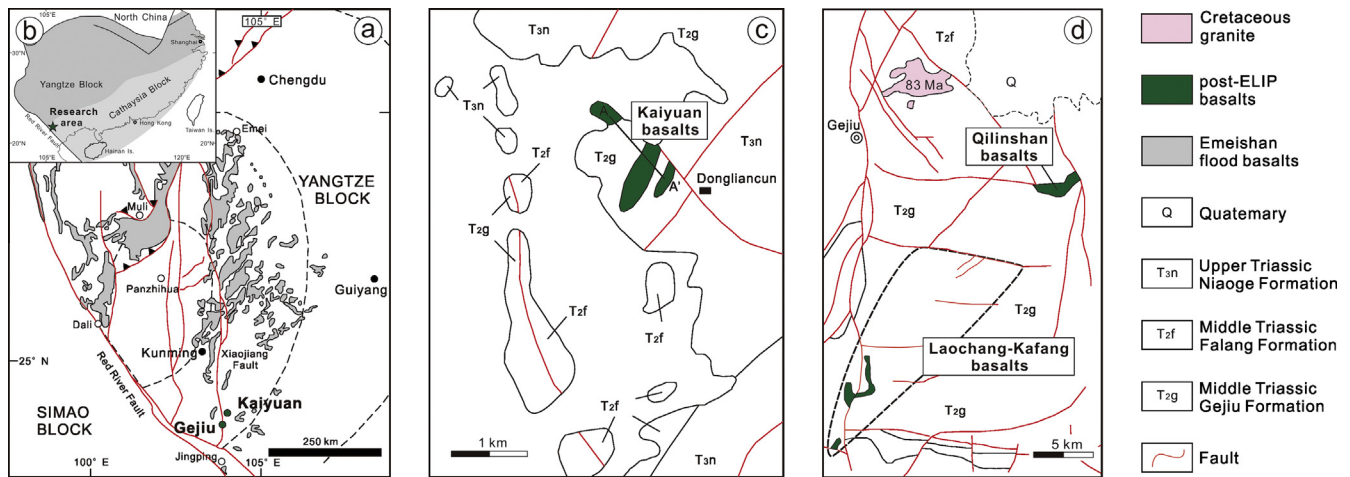 b
North China
Shanghai
30°N
Yangtze Block
Cathaysia Block
Research
area
Red River Fault
Hong Kong
Taiwan Is.
20°N
Hainan Is.
105°E
120°E
a
105° E
Chengdu
Emei
YANGTZE
BLOCK
Muli
Panzhihua
Guiyang
Dali
Kunming
Xiaojiang
Fault
25° N
Red River Fault
Kaiyuan
SIMAO
BLOCK
Gejiu
250 km
Jingping
100° E
105° E
c
T3n
T2g
T3n
Kaiyuan
basalts
A
T2g
T3n
A'
Dongliancun
T2f
T2g
T2f
T2f
T2f
T3n
1 km
d
T2f
83 Ma
Q
Gejiu
Qilinshan
basalts
T2g
T2g
Laochang-Kafang
basalts
T2g
5 km
Cretaceous
granite
post-ELIP
basalts
Emeishan
flood basalts
Q
Quatemary
T3n
Upper Triassic
Niaoge Formation
T2f
Middle Triassic
Falang Formation
T2g
Middle Triassic
Gejiu Formation
Fault